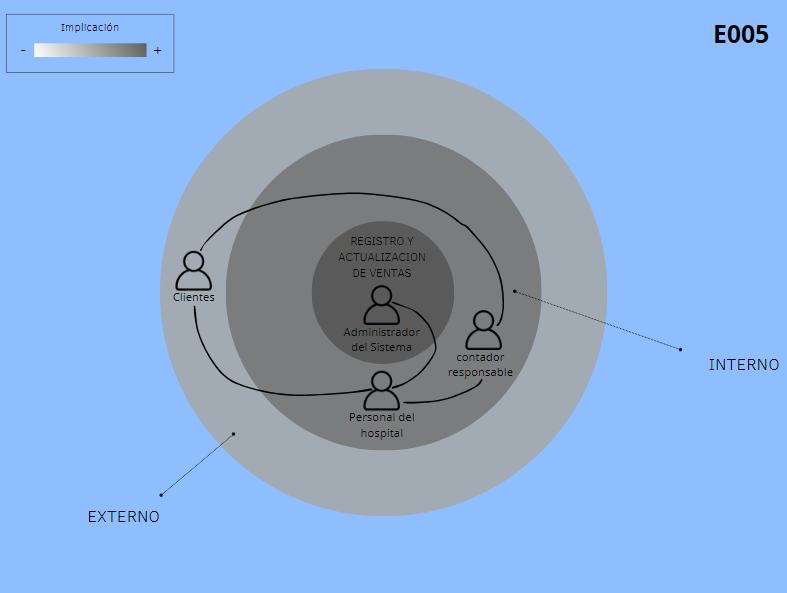 Implicación
- +
E005
REGISTRO Y
ACTUALIZACION
DE VENTAS
Clientes
Administrador
del Sistema
contador
responsable
INTERNO
Personal del
hospital
EXTERNO